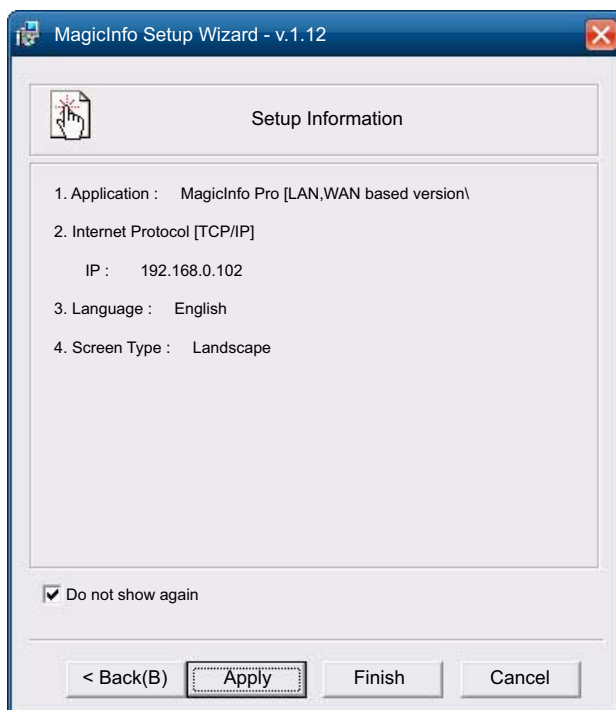 MagicInfo Setup Wizard - v.1.12
Setup Information
1. Application : MagicInfo Pro [LAN,WAN based version\
2. Internet Protocol [TCP/IP]
IP : 192.168.0.102
3. Language : English
4. Screen Type : Landscape
Do not show again
< Back(B) Apply Finish Cancel